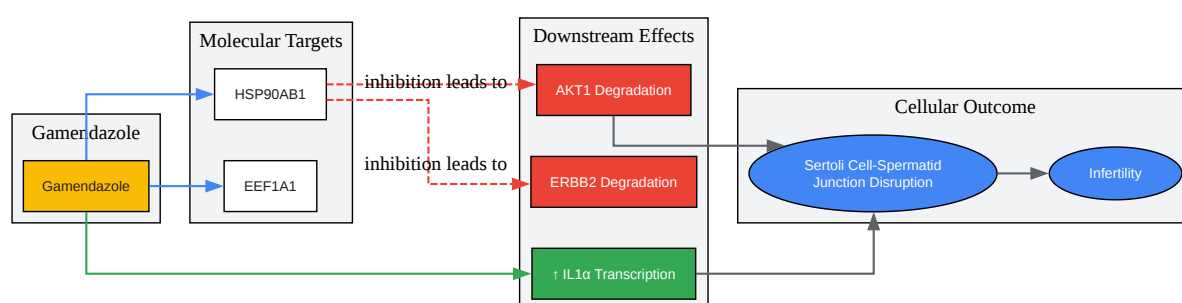 Gamendazole
Gamendazole
Molecular Targets
HSP90AB1
EEF1A1
inhibition leads to
inhibition leads to
Downstream Effects
AKT1 Degradation
ERBB2 Degradation
↑ IL1α Transcription
Cellular Outcome
Sertoli Cell-Spermatid
Junction Disruption
Infertility